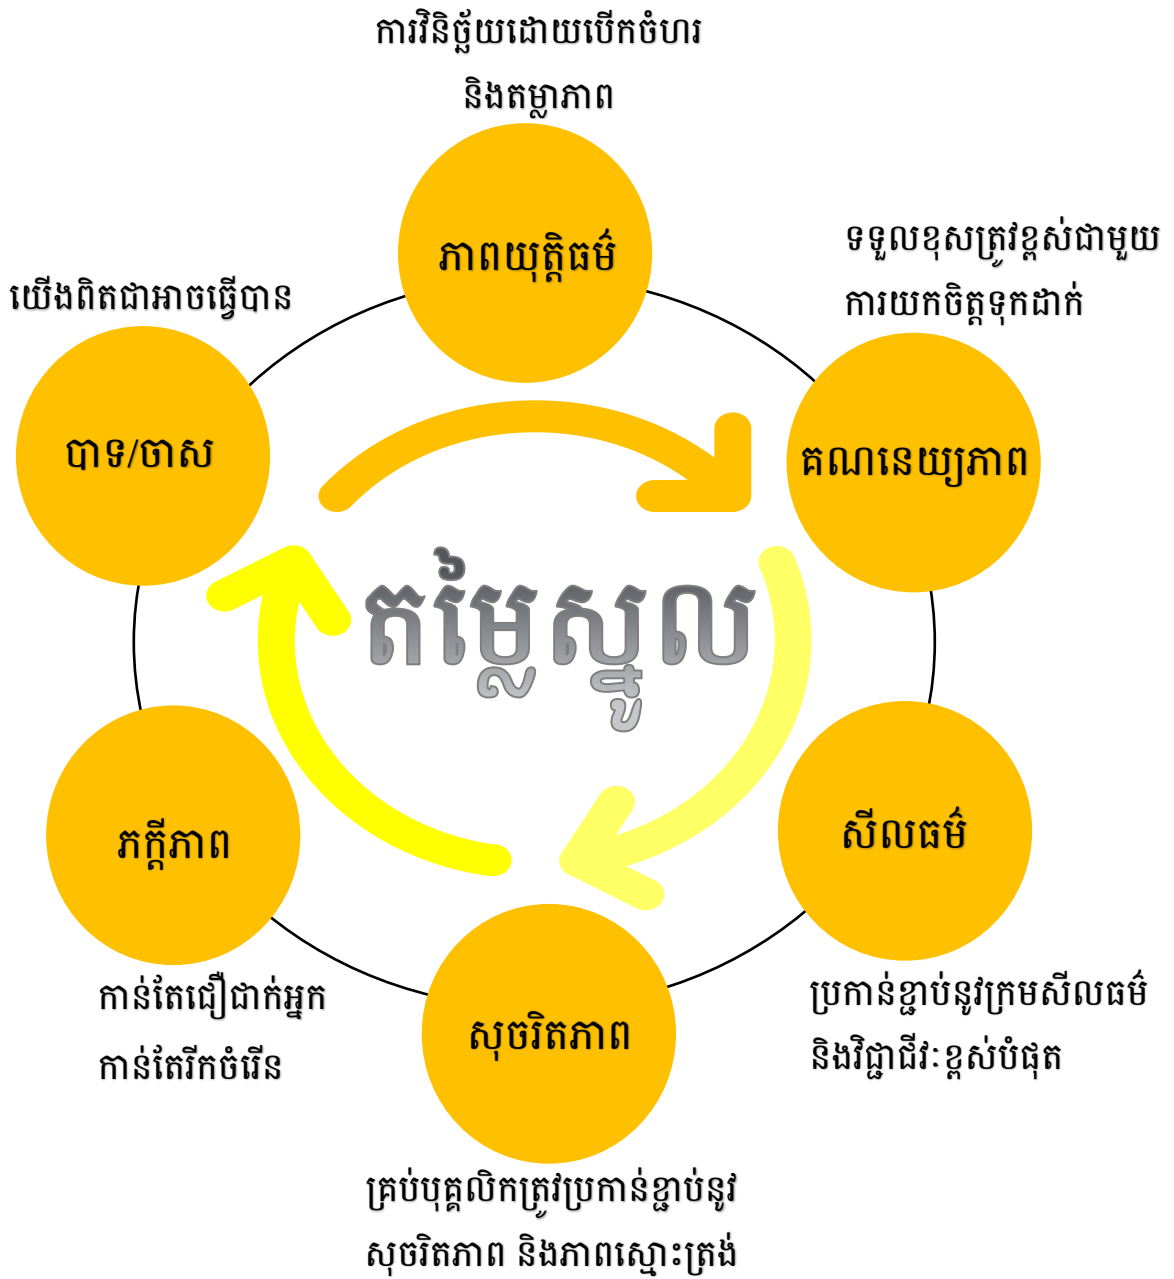 ការវិនិច្ឆ័យដោយបើកចំហរ
និងតម្លាភាព
ភាពយុត្តិធម៌
ទទួលខុសត្រូវខ្ពស់ជាមួយ
ការយកចិត្តទុកដាក់
គណនេយ្យភាព
យើងពិតជាអាចធ្វើបាន
បាទ/ចាស
តម្លៃស្នូល
សីលធម៌
ប្រកាន់ខ្ជាប់នូវក្រមសីលធម៌
និងវិជ្ជាជីវៈខ្ពស់បំផុត
ភក្តីភាព
កាន់តែជឿជាក់អ្នក
កាន់តែរីកចំរើន
សុចរិតភាព
គ្រប់បុគ្គលិកត្រូវប្រកាន់ខ្ជាប់នូវ
សុចរិតភាព និងភាពស្មោះត្រង់